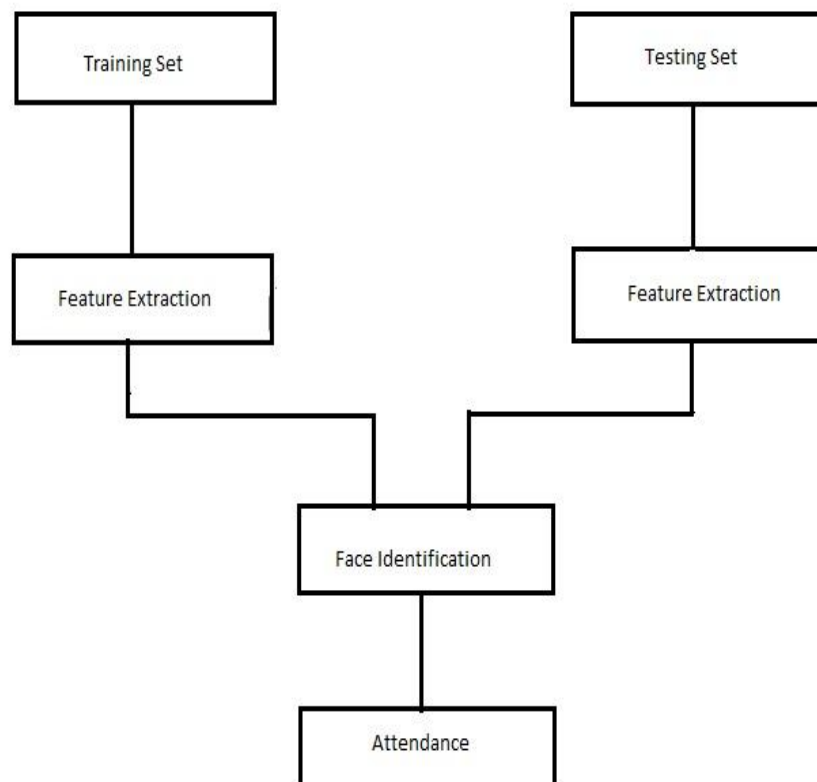 Training Set
Testing Set
Feature Extraction
Feature Extraction
Face Identification
Attendance